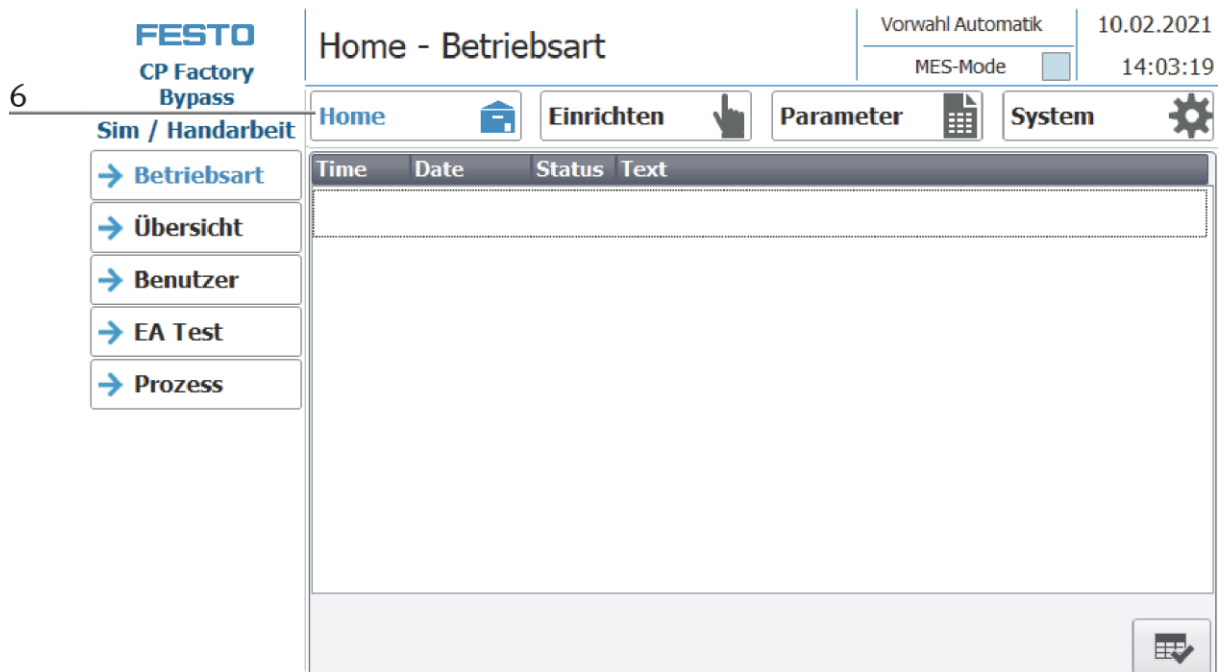 FESTO
CP Factory
Bypass
Sim / Handarbeit
Home - Betriebsart
Vorwahl Automatik
MES-Mode
10.02.2021
14:03:19
6
Home
Einrichten
Parameter
System
Betriebsart
Übersicht
Benutzer
EA Test
Prozess
Time Date Status Text